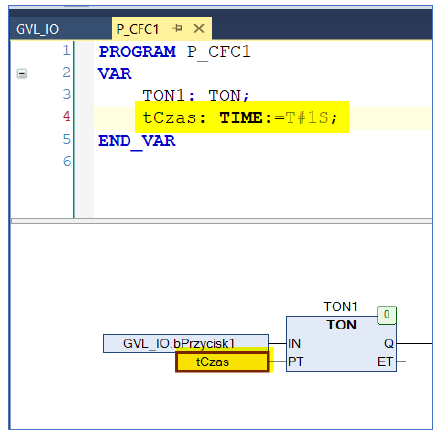 GVL_IO P_CFC1
1 PROGRAM P_CFC1
2 VAR
3 TON1: TON;
4 tCzas: TIME:=T#1S;
5 END_VAR
6
TON1
0
TON
GVL_IO.bPrzycisk1 IN Q
tCzas PT ET